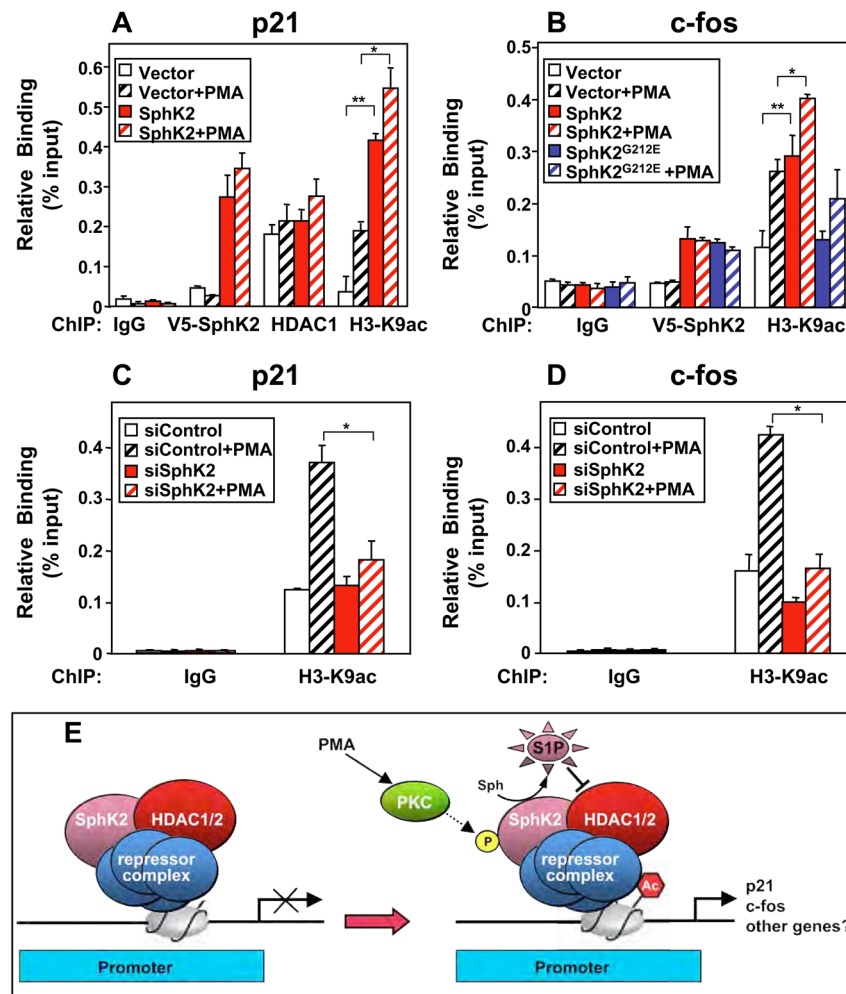 A p21
Relative Binding
(% input)
0.6
0.5
0.4
0.3
0.2
0.1
0
Vector
Vector+PMA
SphK2
SphK2+PMA
*
**
ChIP: IgG V5-SphK2 HDAC1 H3-K9ac
B c-fos
Relative Binding
(% input)
0.5
0.4
0.3
0.2
0.1
0
Vector
Vector+PMA
SphK2
SphK2+PMA
SphK2G212E
SphK2G212E +PMA
*
**
ChIP: IgG V5-SphK2 H3-K9ac
C p21
Relative Binding
(% input)
0.4
0.2
0.1
0
siControl
siControl+PMA
siSphK2
siSphK2+PMA
*
ChIP: IgG H3-K9ac
D c-fos
Relative Binding
(% input)
0.4
0.2
0.1
0
siControl
siControl+PMA
siSphK2
siSphK2+PMA
*
ChIP: IgG H3-K9ac
E
SphK2
HDAC1/2
repressor
complex
Promoter
PMA
PKC
P
Sph
S1P
SphK2
HDAC1/2
repressor
complex
Ac
p21
c-fos
other genes?
Promoter